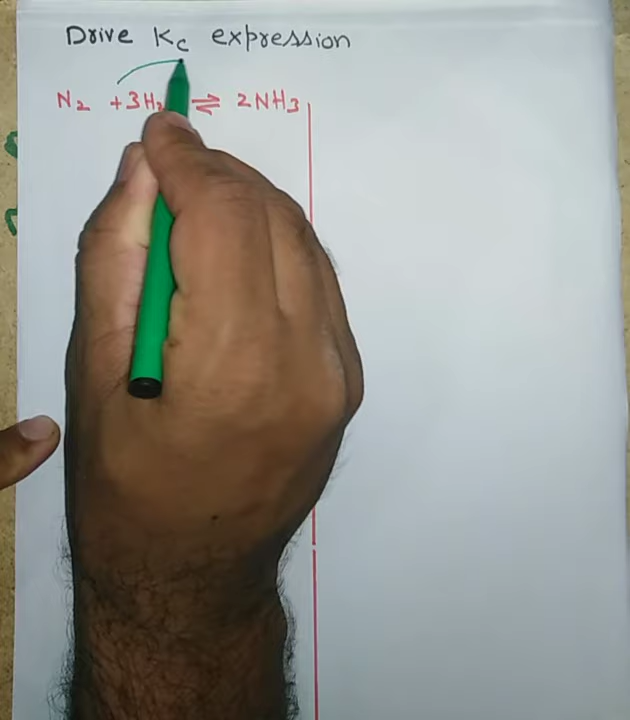 Drive Kc expression
N2 + 3H2 ⇌ 2NH3